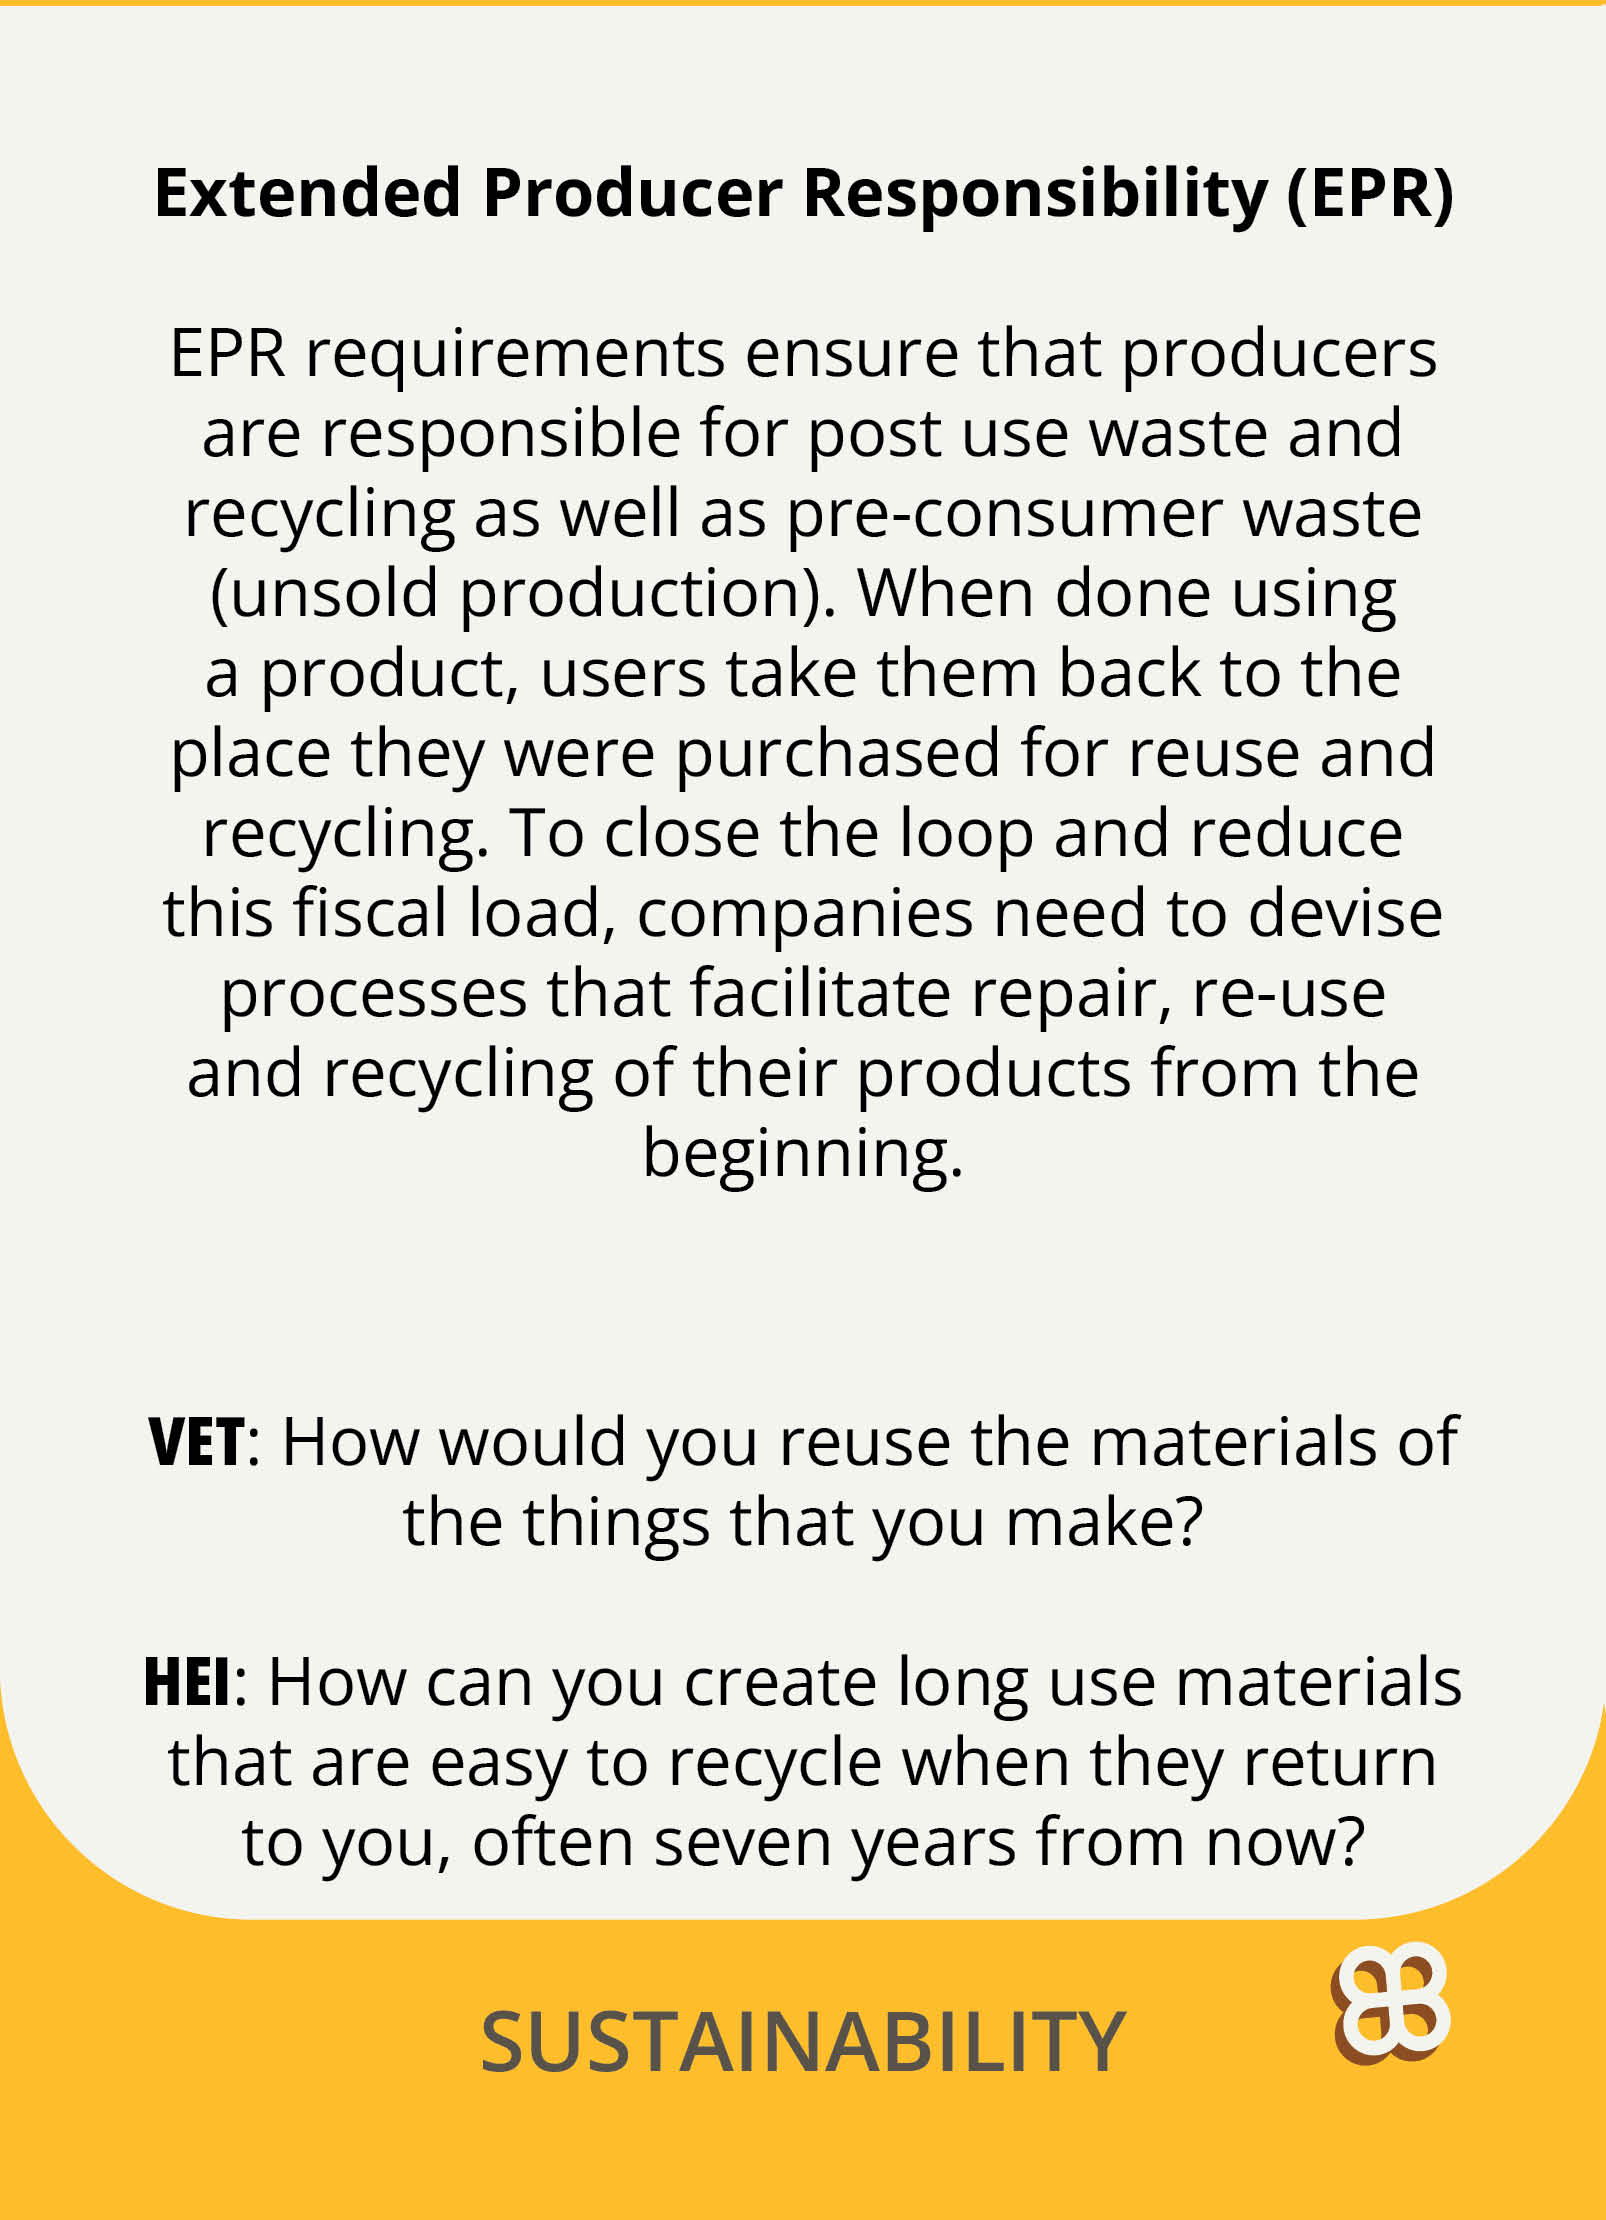 Extended Producer Responsibility (EPR)
EPR requirements ensure that producers
are responsible for post use waste and
recycling as well as pre-consumer waste
(unsold production). When done using
a product, users take them back to the
place they were purchased for reuse and
recycling. To close the loop and reduce
this fiscal load, companies need to devise
processes that facilitate repair, re-use
and recycling of their products from the
beginning.
VET: How would you reuse the materials of
the things that you make?
HEI: How can you create long use materials
that are easy to recycle when they return
to you, often seven years from now?
SUSTAINABILITY